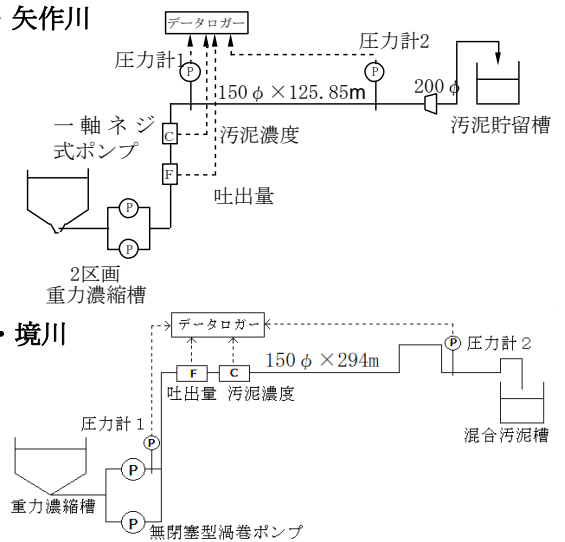 ・矢作川
データロガー
圧力計1
圧力計2
P
P
150φ×125.85m
200φ
一軸ネジ
式ポンプ
C
汚泥濃度
汚泥貯留槽
F
吐出量
P
P
2区画
重力濃縮槽
・境川
データロガー
P
圧力計2
150φ×294m
F
C
吐出量
汚泥濃度
圧力計1
P
混合汚泥槽
P
重力濃縮槽
P
無閉塞型渦巻ポンプ